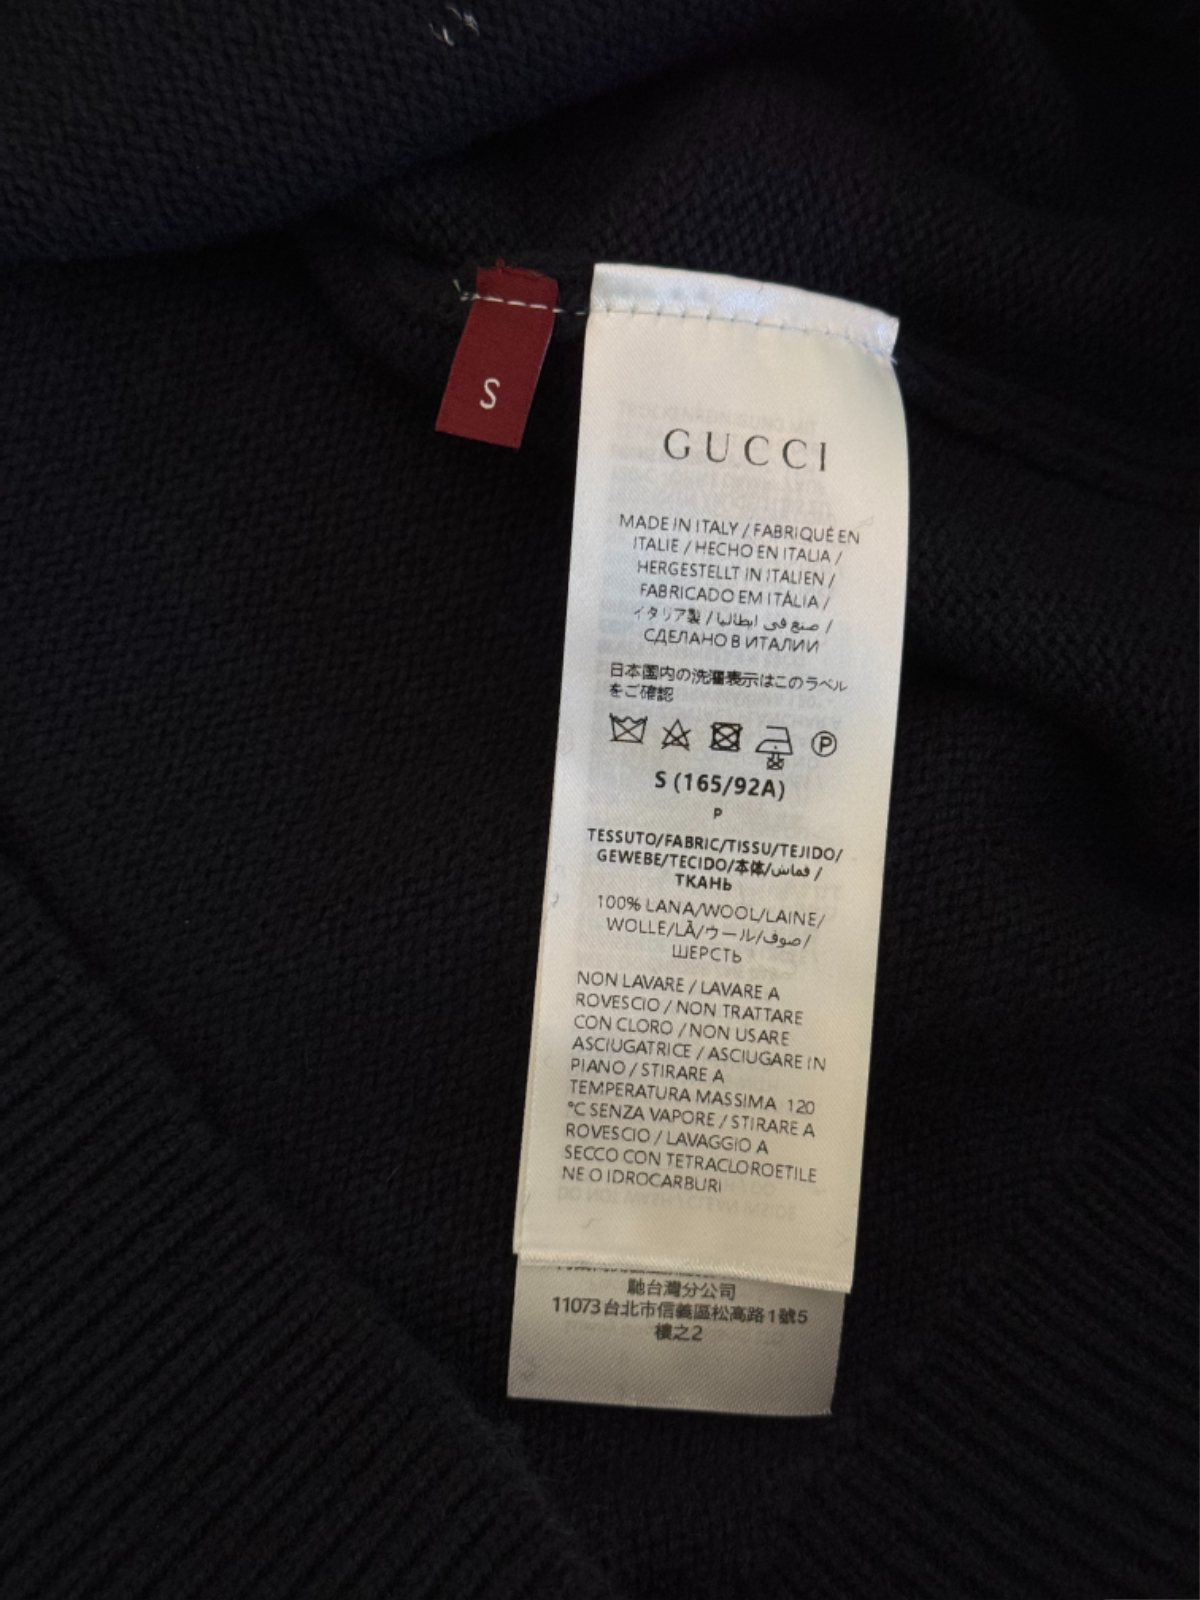 S
GUCCI
MADE IN ITALY / FABRIQUÉ EN
ITALIE / HECHO EN ITALIA /
HERGESTELLT IN ITALIEN /
FABRICADO EM ITÁLIA /
イタリア製 / صنع في ايطاليا /
СДЕЛАНО В ИТАЛИИ
日本国内の洗濯表示はこのラベル
をご確認
P
S (165/92A)
P
TESSUTO/FABRIC/TISSU/TEJIDO/
GEWEBE/TECIDO/本体/قماش /
ТКАНЬ
100% LANA/WOOL/LAINE/
WOLLE/LÃ/ウール/صوف/
ШЕРСТЬ
NON LAVARE / LAVARE A
ROVESCIO / NON TRATTARE
CON CLORO / NON USARE
ASCIUGATRICE / ASCIUGARE IN
PIANO / STIRARE A
TEMPERATURA MASSIMA 120
°C SENZA VAPORE / STIRARE A
ROVESCIO / LAVAGGIO A
SECCO CON TETRACLOROETILE
NE O IDROCARBURI
馳台灣分公司
11073台北市信義區松高路1號5
樓之2